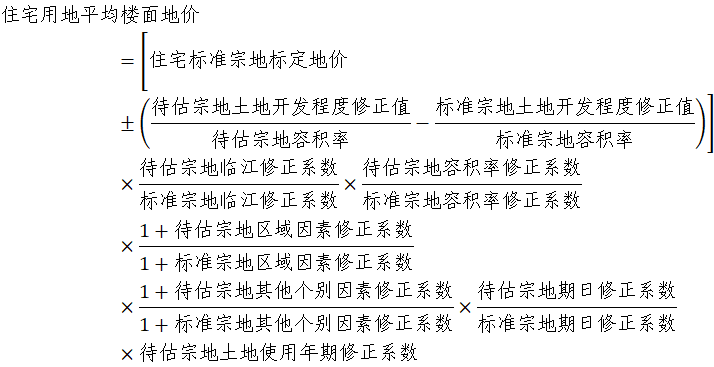 住宅用地平均楼面地价
=[住宅标准宗地标定地价
±(待估宗地土地开发程度修正值/待估宗地容积率−标准宗地土地开发程度修正值/标准宗地容积率)]
×待估宗地临江修正系数/标准宗地临江修正系数×待估宗地容积率修正系数/标准宗地容积率修正系数
×1+待估宗地区域因素修正系数/1+标准宗地区域因素修正系数
×1+待估宗地其他个别因素修正系数/1+标准宗地其他个别因素修正系数×待估宗地期日修正系数/标准宗地期日修正系数
×待估宗地土地使用年期修正系数